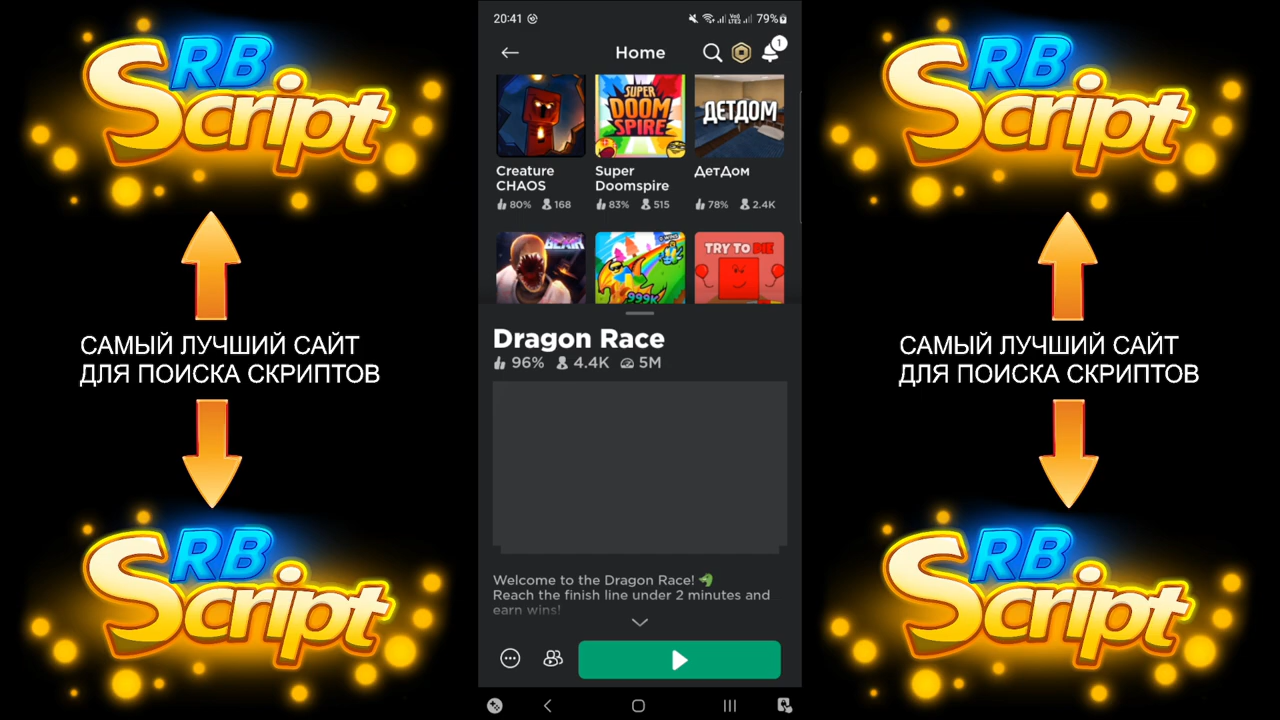 RB
Script
САМЫЙ ЛУЧШИЙ САЙТ
ДЛЯ ПОИСКА СКРИПТОВ
RB
Script
20:41
79%
Home
1
SUPER
DOOM
SPIRE
ДЕТДОМ
Creature
CHAOS
Super
Doomspire
ДетДом
80% 168
83% 515
78% 2.4K
999K
TRY TO DIE
Dragon Race
96% 4.4K 5M
Welcome to the Dragon Race!
Reach the finish line under 2 minutes and
earn wins!
RB
Script
САМЫЙ ЛУЧШИЙ САЙТ
ДЛЯ ПОИСКА СКРИПТОВ
RB
Script